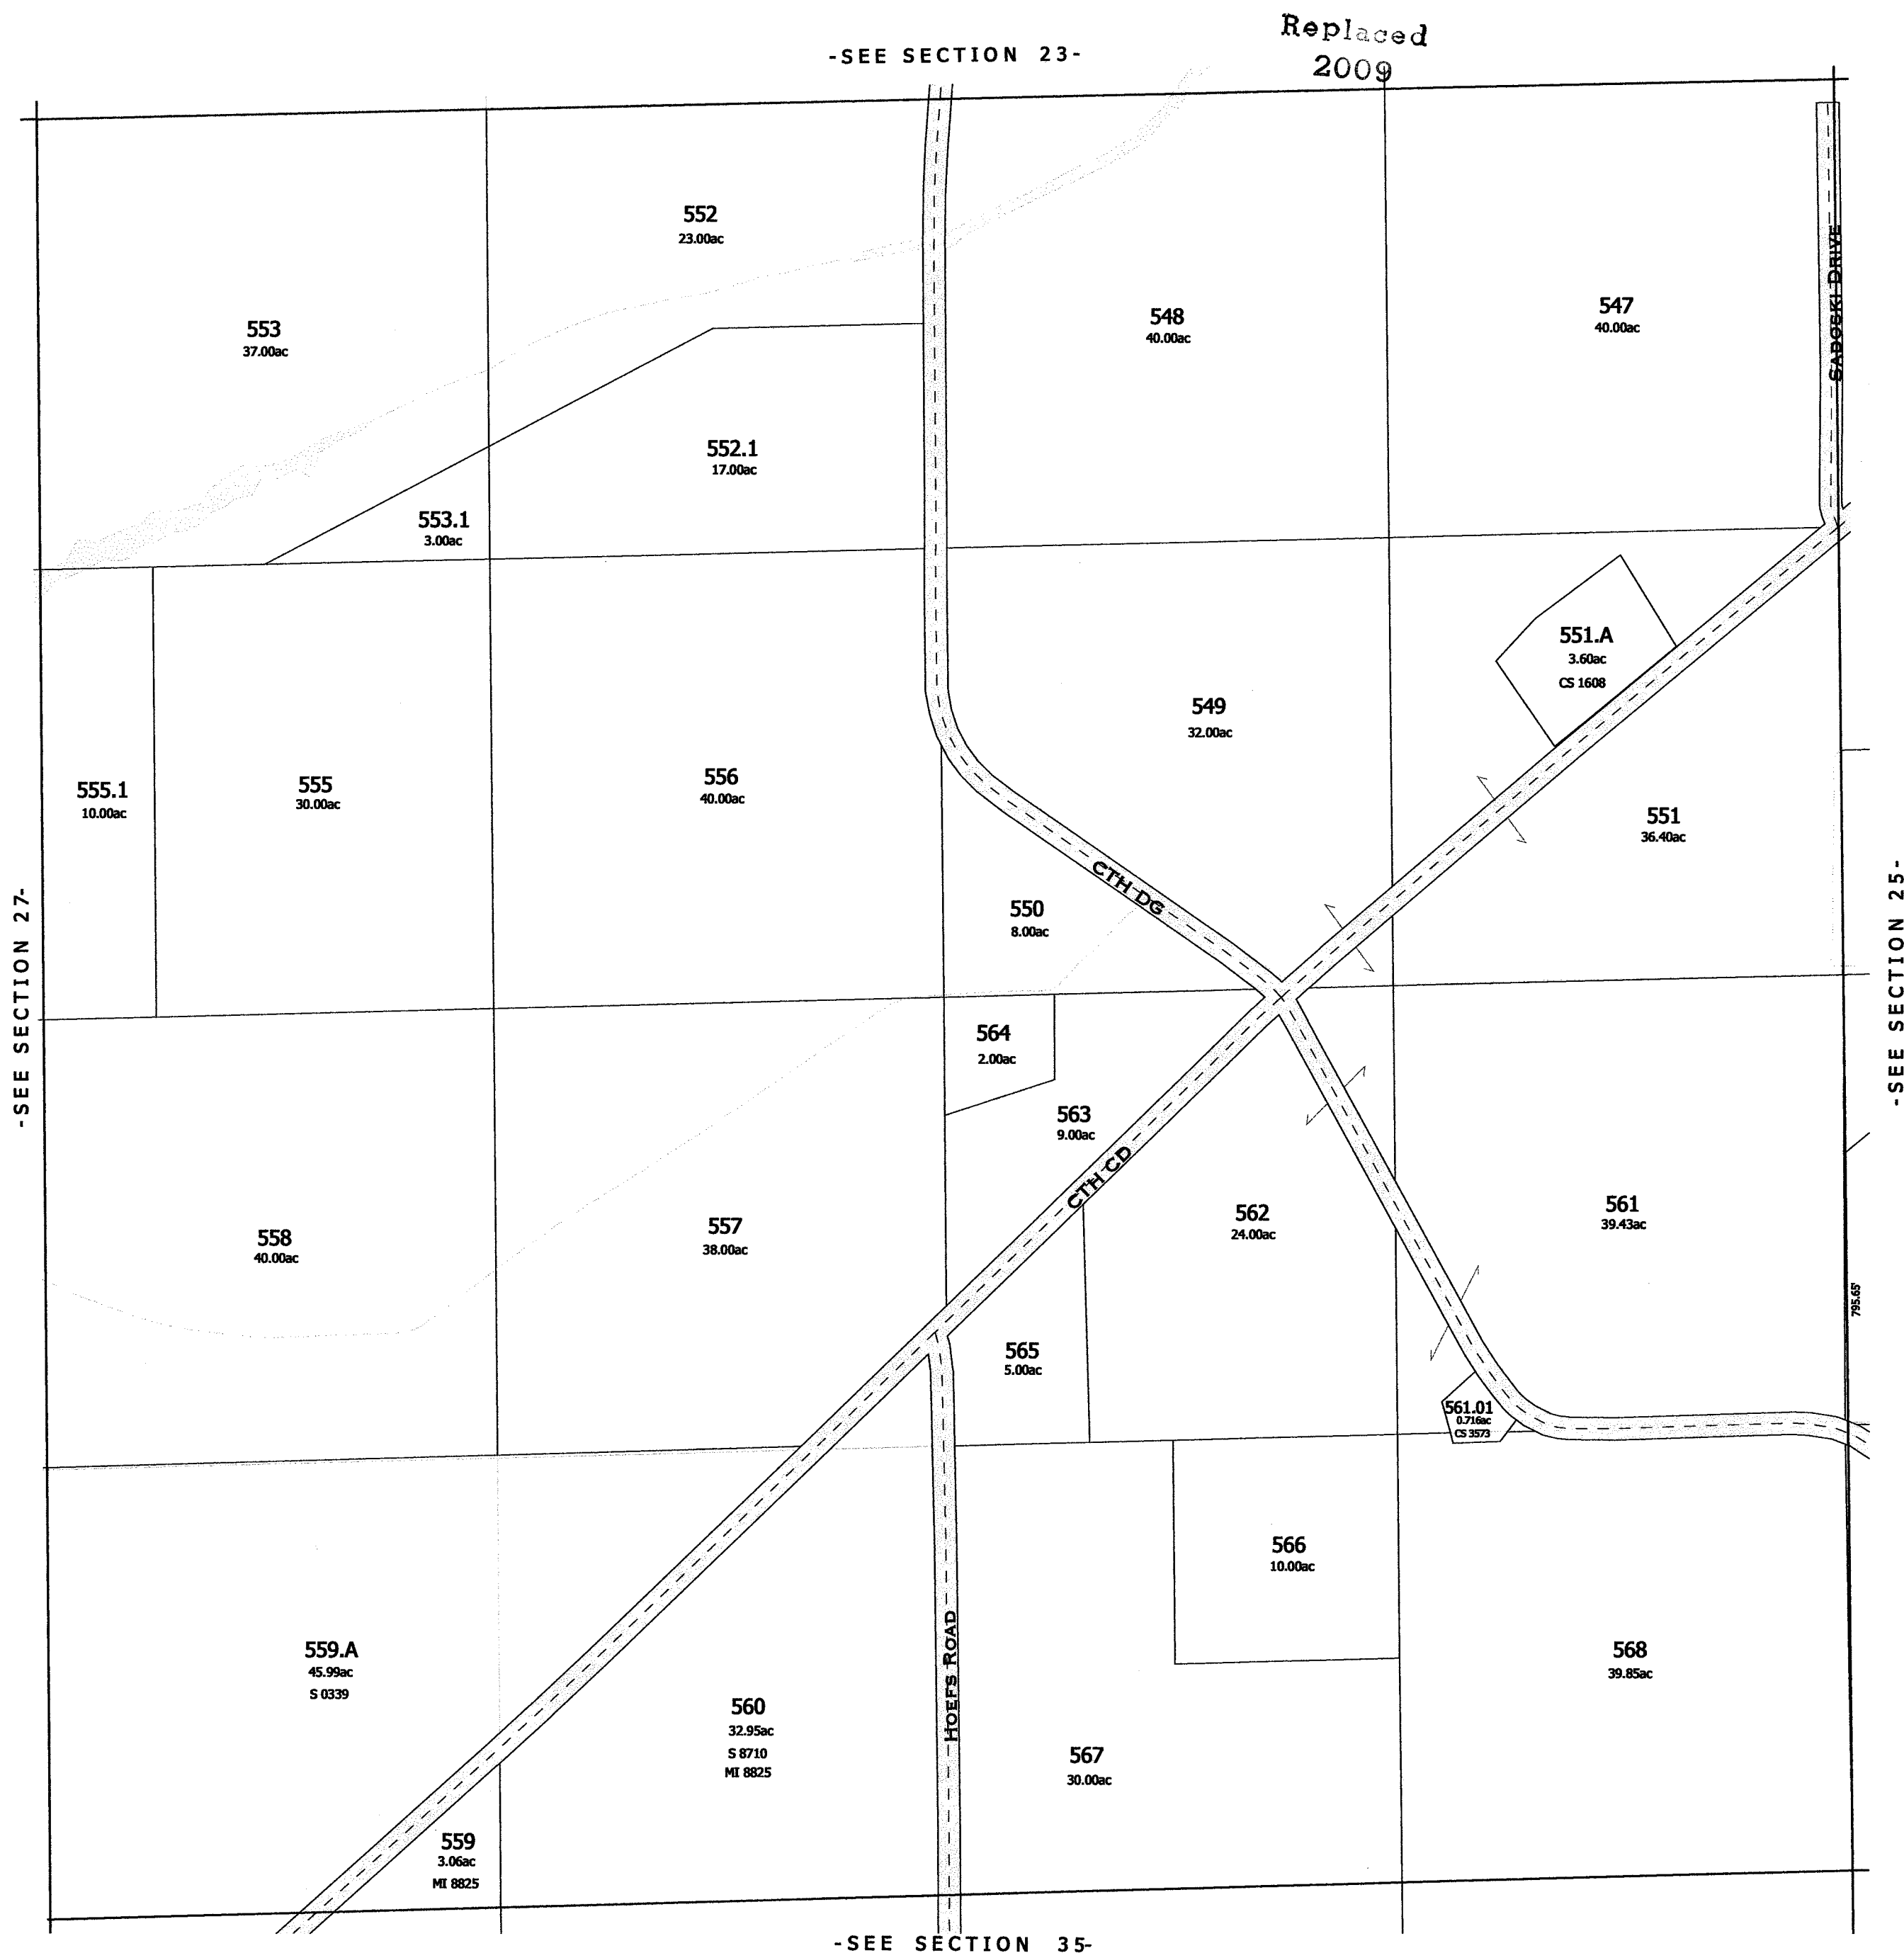 Replaced
2009
-SEE SECTION 23-
552
23.00ac
553
37.00ac
548
40.00ac
547
40.00ac
SADOSKI DRIVE
552.1
17.00ac
553.1
3.00ac
551.A
3.60ac
CS 1608
549
32.00ac
555.1
10.00ac
555
30.00ac
556
40.00ac
551
36.40ac
CTH DG
550
8.00ac
-SEE SECTION 27-
-SEE SECTION 25-
564
2.00ac
563
9.00ac
CTH CD
558
40.00ac
557
38.00ac
562
24.00ac
561
39.43ac
795.65'
565
5.00ac
561.01
0.716ac
CS 3573
566
10.00ac
559.A
45.99ac
S 0339
HOEFS ROAD
568
39.85ac
560
32.95ac
S 8710
MI 8825
567
30.00ac
559
3.06ac
MI 8825
-SEE SECTION 35-